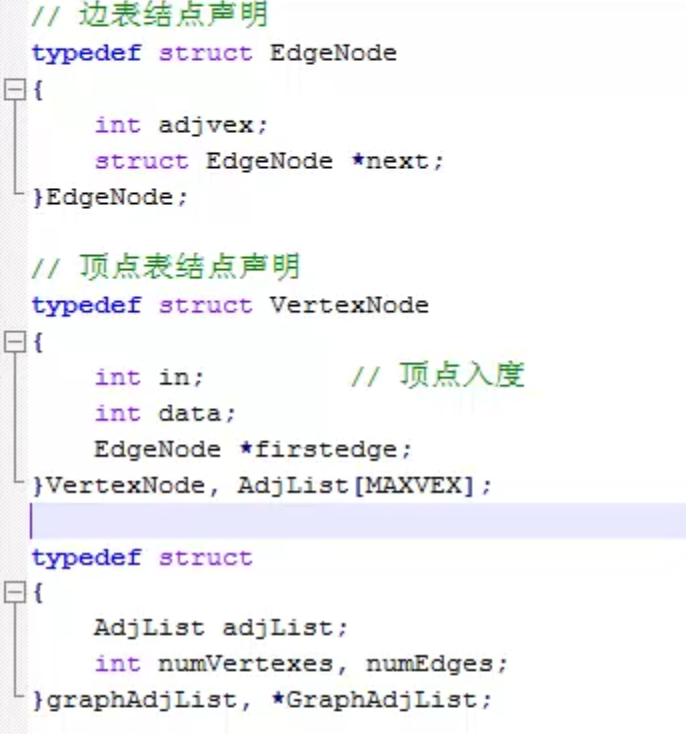 // 边表结点声明
typedef struct EdgeNode
{
    int adjvex;
    struct EdgeNode *next;
}EdgeNode;
// 顶点表结点声明
typedef struct VertexNode
{
    int in;          // 顶点入度
    int data;
    EdgeNode *firstedge;
}VertexNode, AdjList[MAXVEX];
typedef struct
{
    AdjList adjList;
    int numVertexes, numEdges;
}graphAdjList, *GraphAdjList;